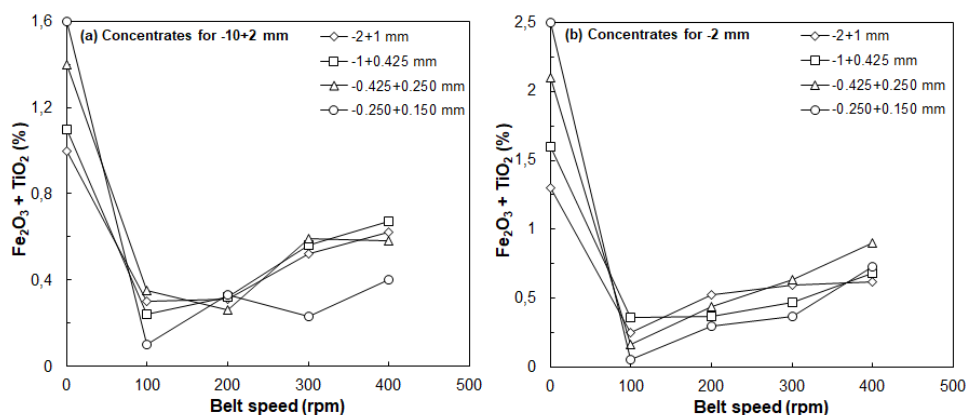 (a) Concentrates for -10+2 mm
-2+1 mm
-1+0.425 mm
-0.425+0.250 mm
-0.250+0.150 mm
1,6
1,2
0,8
0,4
0
Fe₂O₃ + TiO₂ (%)
0 100 200 300 400 500
Belt speed (rpm)
(b) Concentrates for -2 mm
-2+1 mm
-1+0.425 mm
-0.425+0.250 mm
-0.250+0.150 mm
2,5
2
1,5
1
0,5
0
Fe₂O₃ + TiO₂ (%)
0 100 200 300 400 500
Belt speed (rpm)